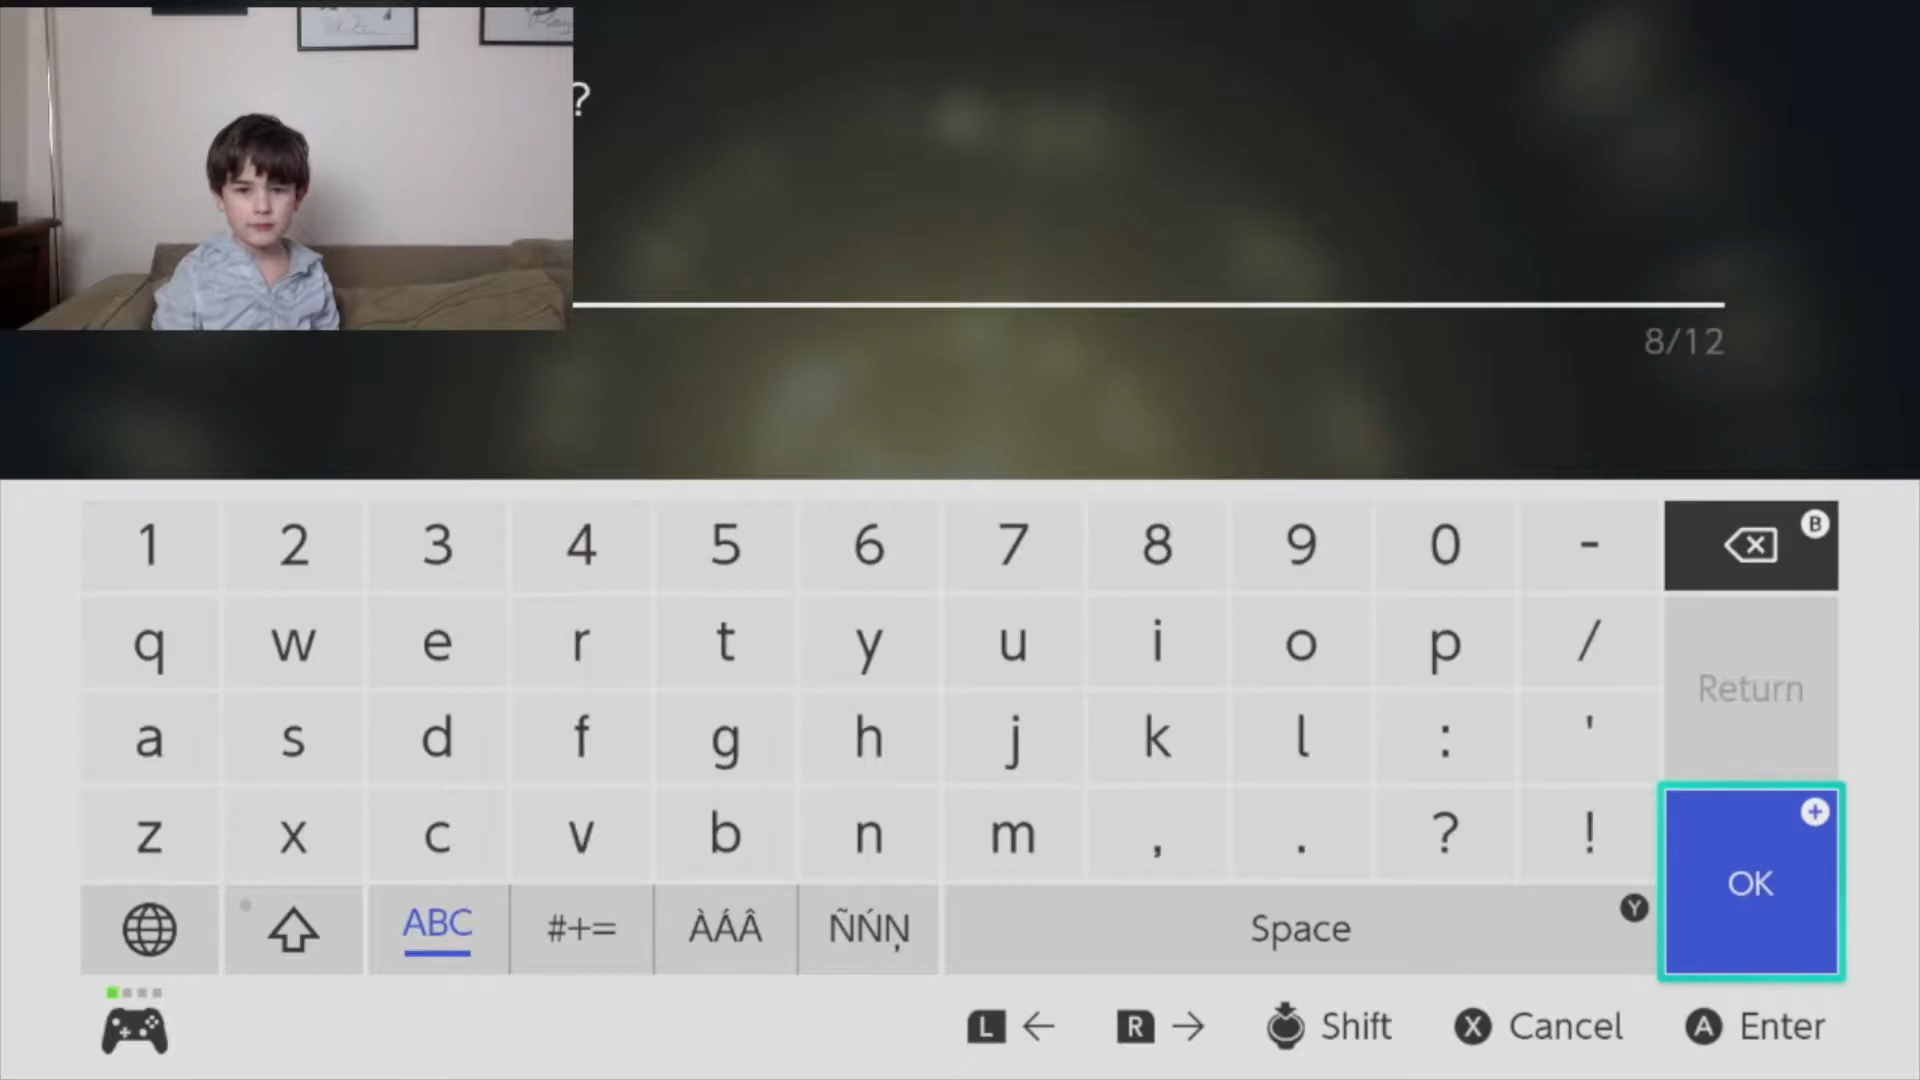 ?
8/12
1 2 3 4 5 6 7 8 9 0 - B
q w e r t y u i o p /
Return
a s d f g h j k l : '
z x c v b n m , . ? !
+ OK
ABC #+= ÀÁÂ ÑŃŅ Space Y
L ← R → Shift X Cancel A Enter